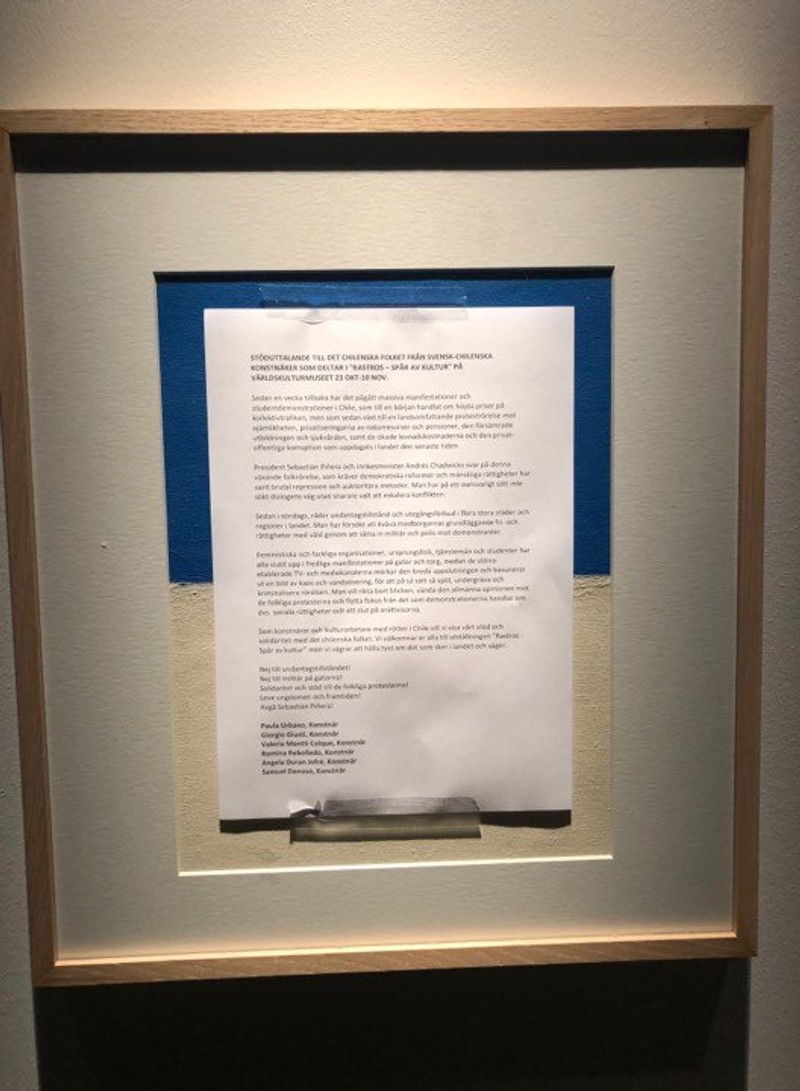 STÖDUTTALANDE TILL DET CHILENSKA FOLKET FRÅN SVENSK-CHILENSKA
KONSTNÄRER SOM DELTAR I "RASTROS – SPÅR AV KULTUR" PÅ
VÄRLDSKULTURMUSEET 23 OKT-10 NOV.
Sedan en vecka tillbaka har det pågått massiva manifestationer och
studentdemonstrationer i Chile, som till en början handlat om höjda priser på
kollektivtrafiken, men som sedan växt till en landsomfattande proteströrelse mot
ojämlikheten, privatiseringarna av naturresurser och pensioner, den försämrade
utbildningen och sjukvården, samt de ökade levnadskostnaderna och den privat-
offentliga korruption som uppdagats i landet den senaste tiden.
President Sebastián Piñera och inrikesminister Andrés Chadwicks svar på denna
växande folkrörelse, som kräver demokratiska reformer och mänskliga rättigheter har
varit brutal repression och auktoritära metoder. Man har på ett oansvarigt sätt inte
sökt dialogens väg utan snarare valt att eskalera konflikten.
Sedan i söndags, råder undantagstillstånd och utegångsförbud i flera stora städer och
regioner i landet. Man har försökt att kväva medborgarnas grundläggande fri- och
rättigheter med våld genom att sätta in militär och polis mot demonstranter.
Feministiska och fackliga organisationer, ursprungsfolk, tjänstemän och studenter har
alla slutit upp i fredliga manifestationer på gator och torg, medan de större
etablerade TV- och mediakanalerna mörkar den breda uppslutningen och basunerar
ut en bild av kaos och vandalisering, för att på så sätt så split, undergräva och
kriminalisera rörelsen. Man vill rikta bort blicken, vända den allmänna opinionen mot
de folkliga protesterna och flytta fokus från det som demonstrationerna handlar om,
dvs. sociala rättigheter och ett slut på orättvisorna.
Som konstnärer och kulturarbetare med rötter i Chile vill vi visa vårt stöd och
solidaritet med det chilenska folket. Vi välkomnar er alla till utställningen "Rastros -
Spår av kultur" men vi vägrar att hålla tyst om det som sker i landet och säger:
Nej till undantagstillståndet!
Nej till militär på gatorna!
Solidaritet och stöd till de folkliga protesterna!
Leve ungdomen och framtiden!
Avgå Sebastián Piñera!
Paula Urbano, Konstnär
Giorgio Giusti, Konstnär
Valeria Montti Colque, Konstnär
Romina Rebolledo, Konstnär
Angela Duran Jofré, Konstnär
Samuel Donoso, Konstnär